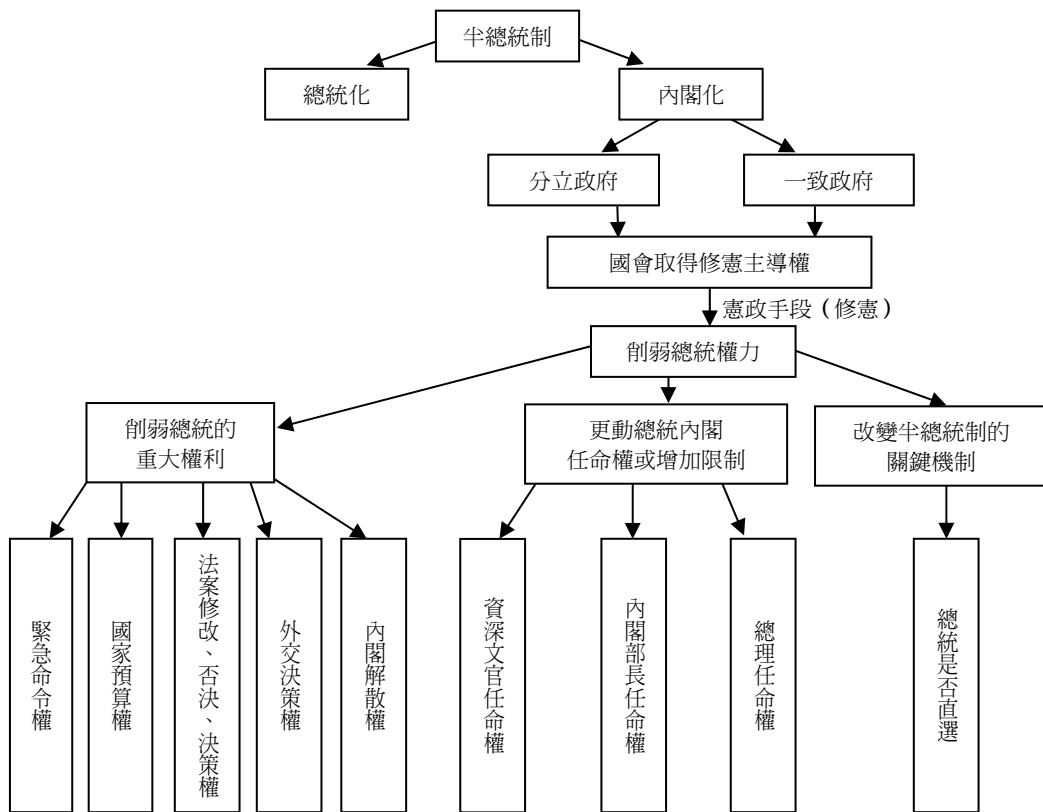 半總統制
總統化
內閣化
分立政府
一致政府
國會取得修憲主導權
憲政手段(修憲)
削弱總統權力
削弱總統的
重大權利
更動總統內閣
任命權或增加限制
改變半總統制的
關鍵機制
緊急命令權
國家預算權
法案修改、否決、決策權
外交決策權
內閣解散權
資深文官任命權
內閣部長任命權
總理任命權
總統是否直選